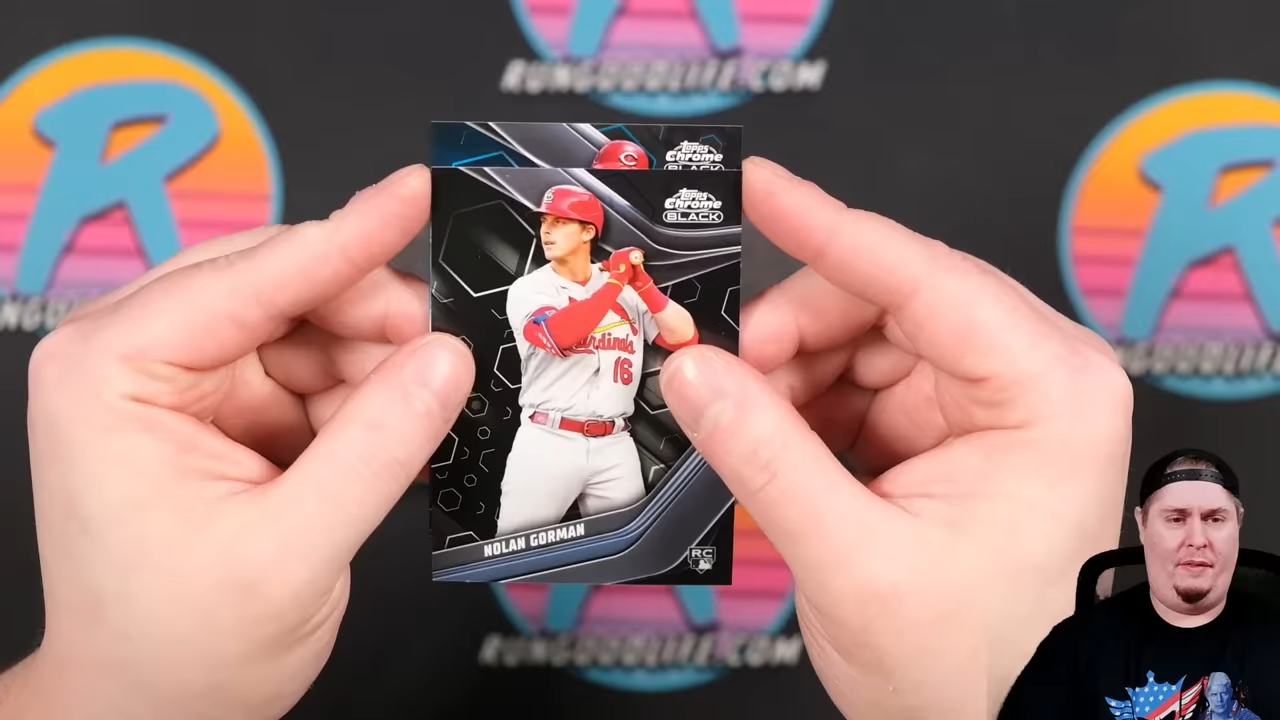 R
RUNGOODLIFE.COM
R
R
topps
Chrome
BLACK
C
topps
Chrome
BLACK
Cardinals
16
NOLAN GORMAN
RC
RUNGOODLIFE.COM